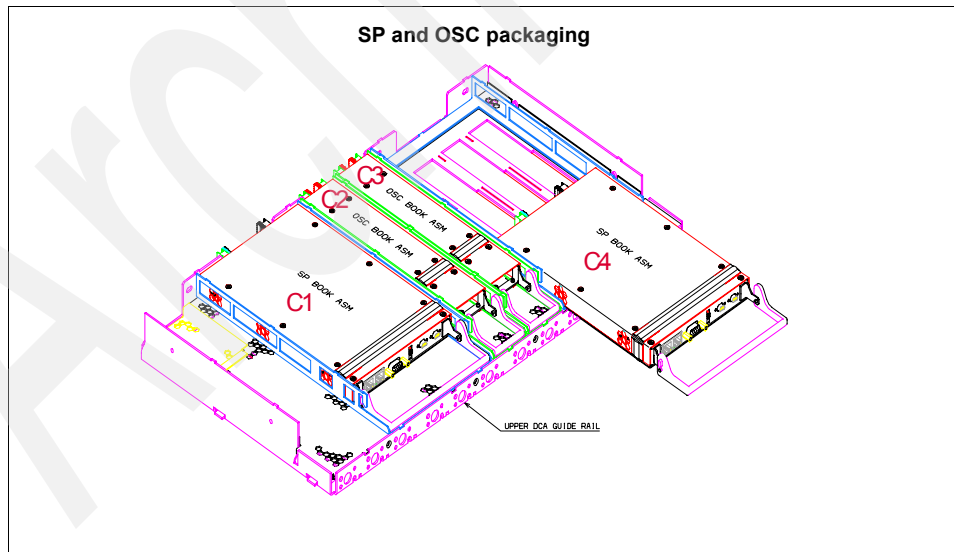 SP and OSC packaging
C3
OSC BOOK ASM
C2
OSC BOOK ASM
SP BOOK ASM
C4
SP BOOK ASM
C1
UPPER DCA GUIDE RAIL